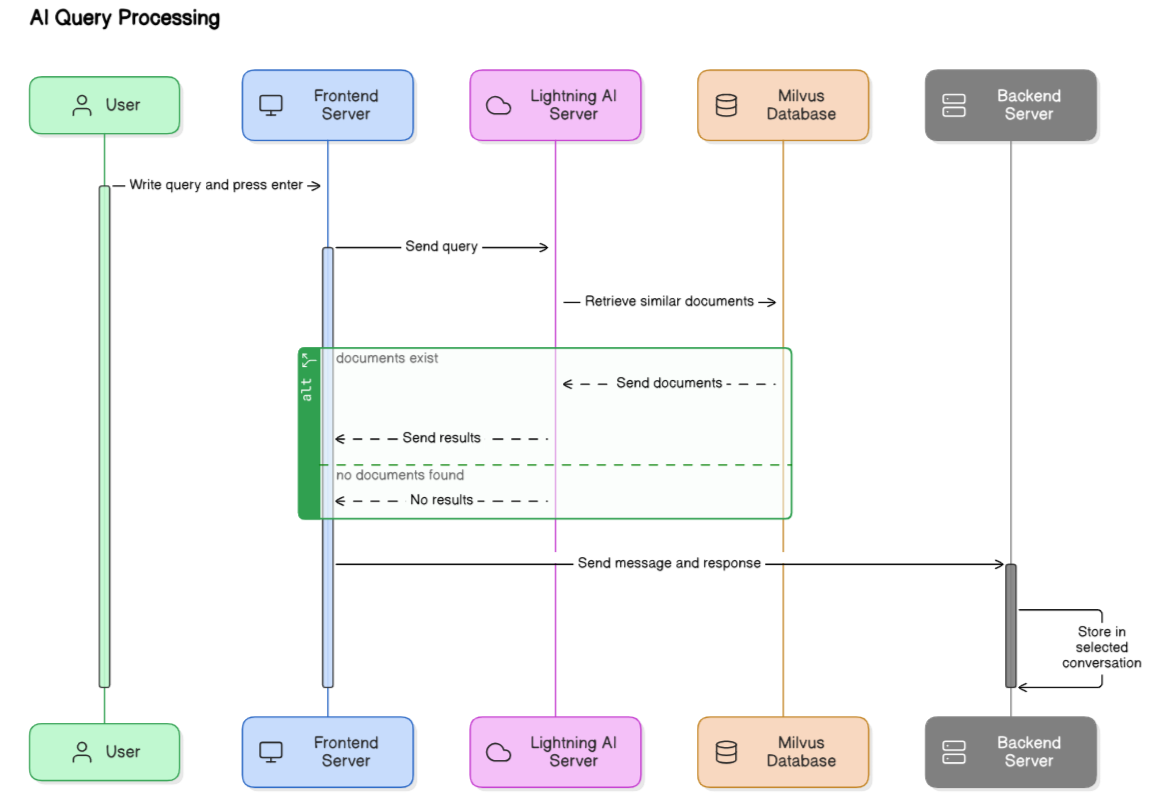 AI Query Processing
User
Frontend
Server
Lightning AI
Server
Milvus
Database
Backend
Server
Write query and press enter
Send query
Retrieve similar documents
alt
documents exist
Send documents
Send results
no documents found
No results
Send message and response
Store in
selected
conversation
User
Frontend
Server
Lightning AI
Server
Milvus
Database
Backend
Server